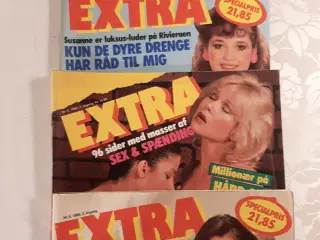 EXTRA
SPECIALPRIS
21,85
Susanne er luksus-luder på Rivieraen
KUN DE DYRE DRENGE
HAR RÅD TIL MIG
EXTRA
96 sider med masser af
SEX & SPÆNDING
Millionær på
EXTRA
SPECIALPRIS
21,85